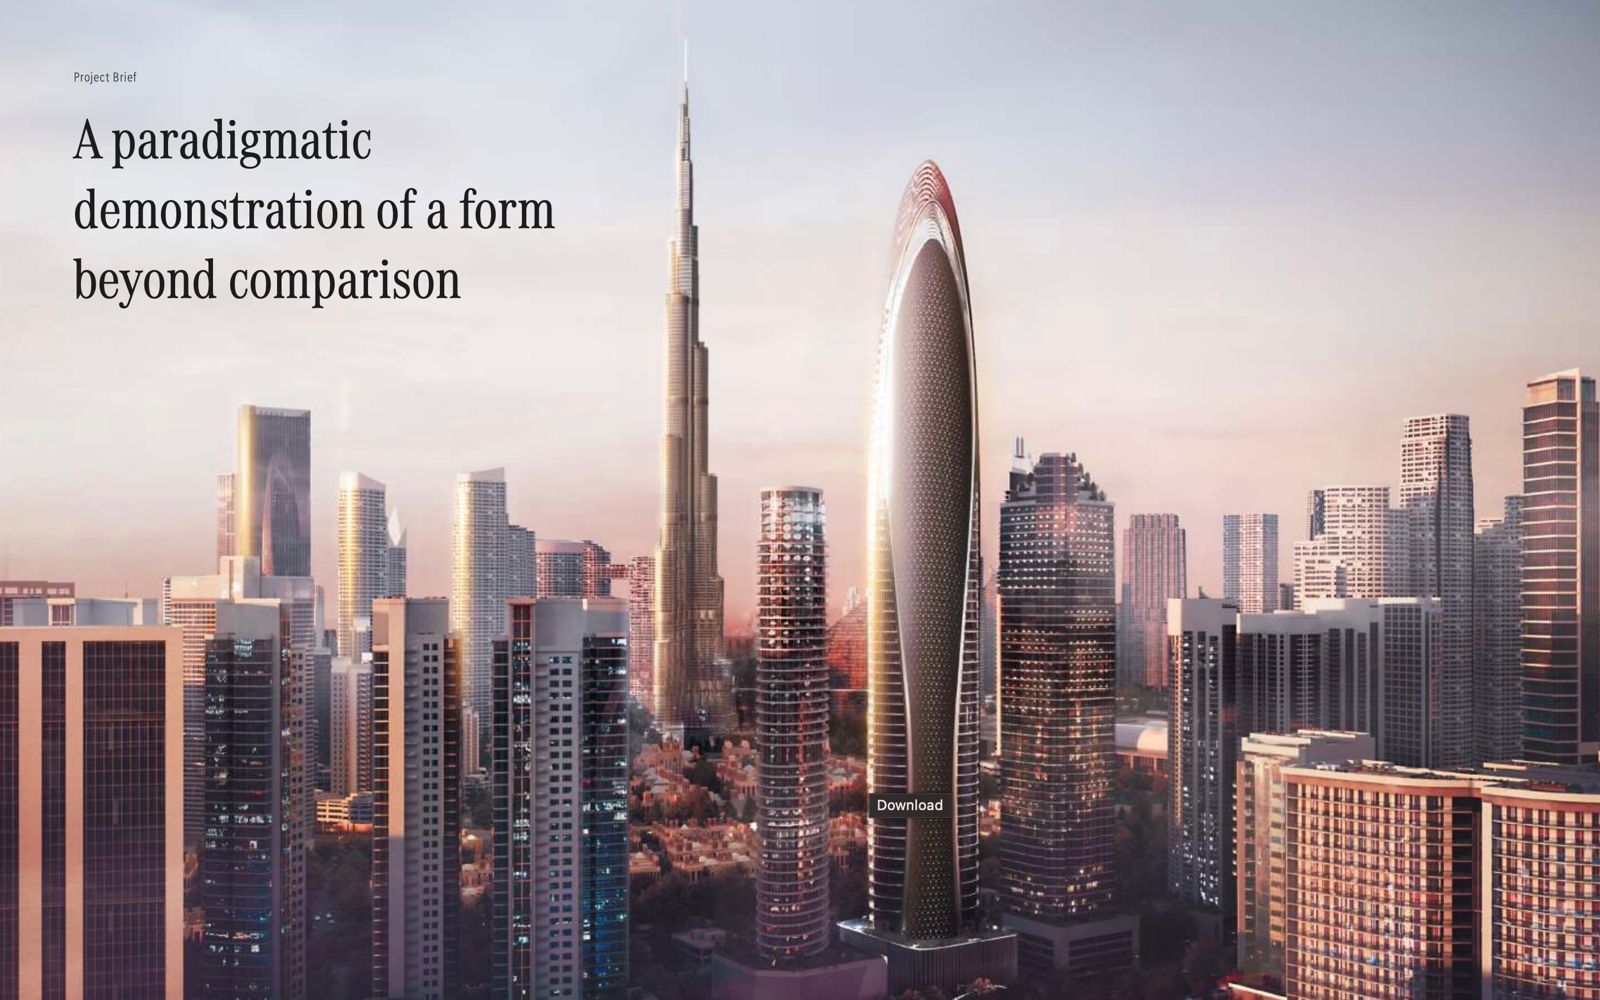 Project Brief
A paradigmatic
demonstration of a form
beyond comparison
Download